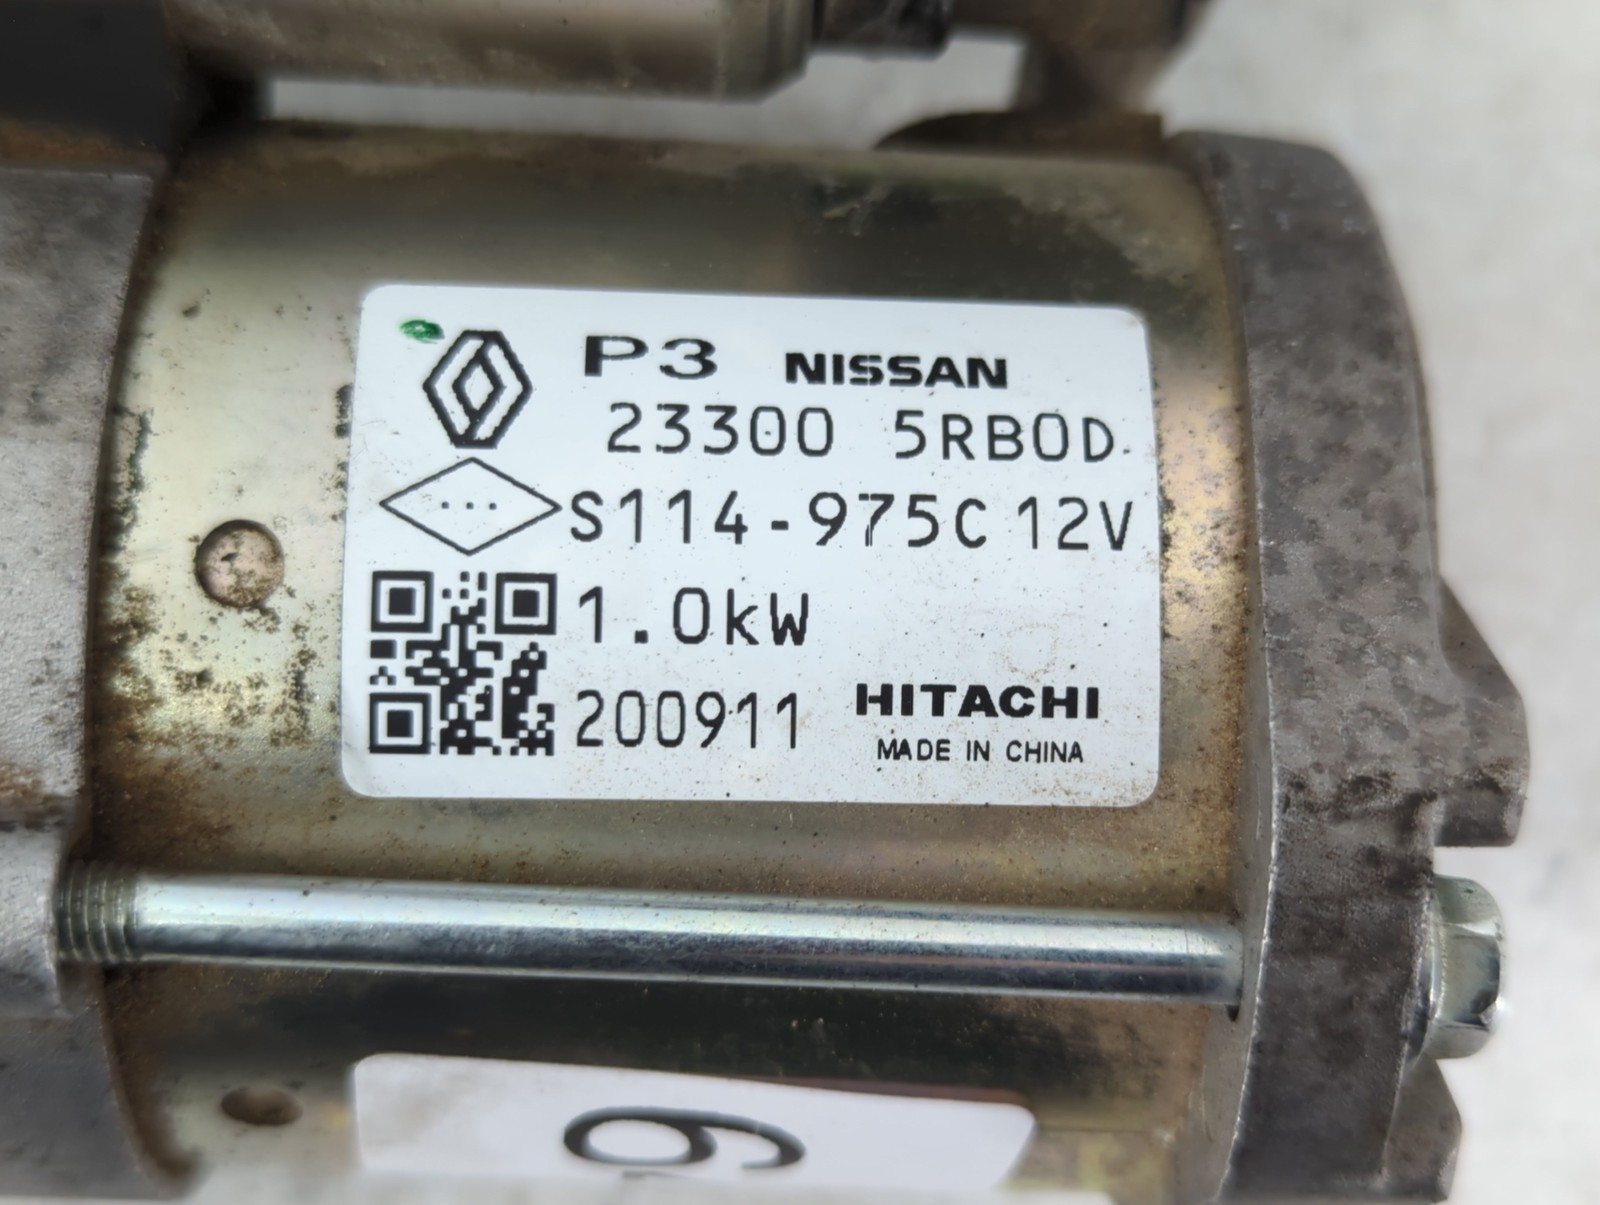 P3 NISSAN
23300 5RB0D
S114-975C 12V
1.0kW
200911 HITACHI
MADE IN CHINA